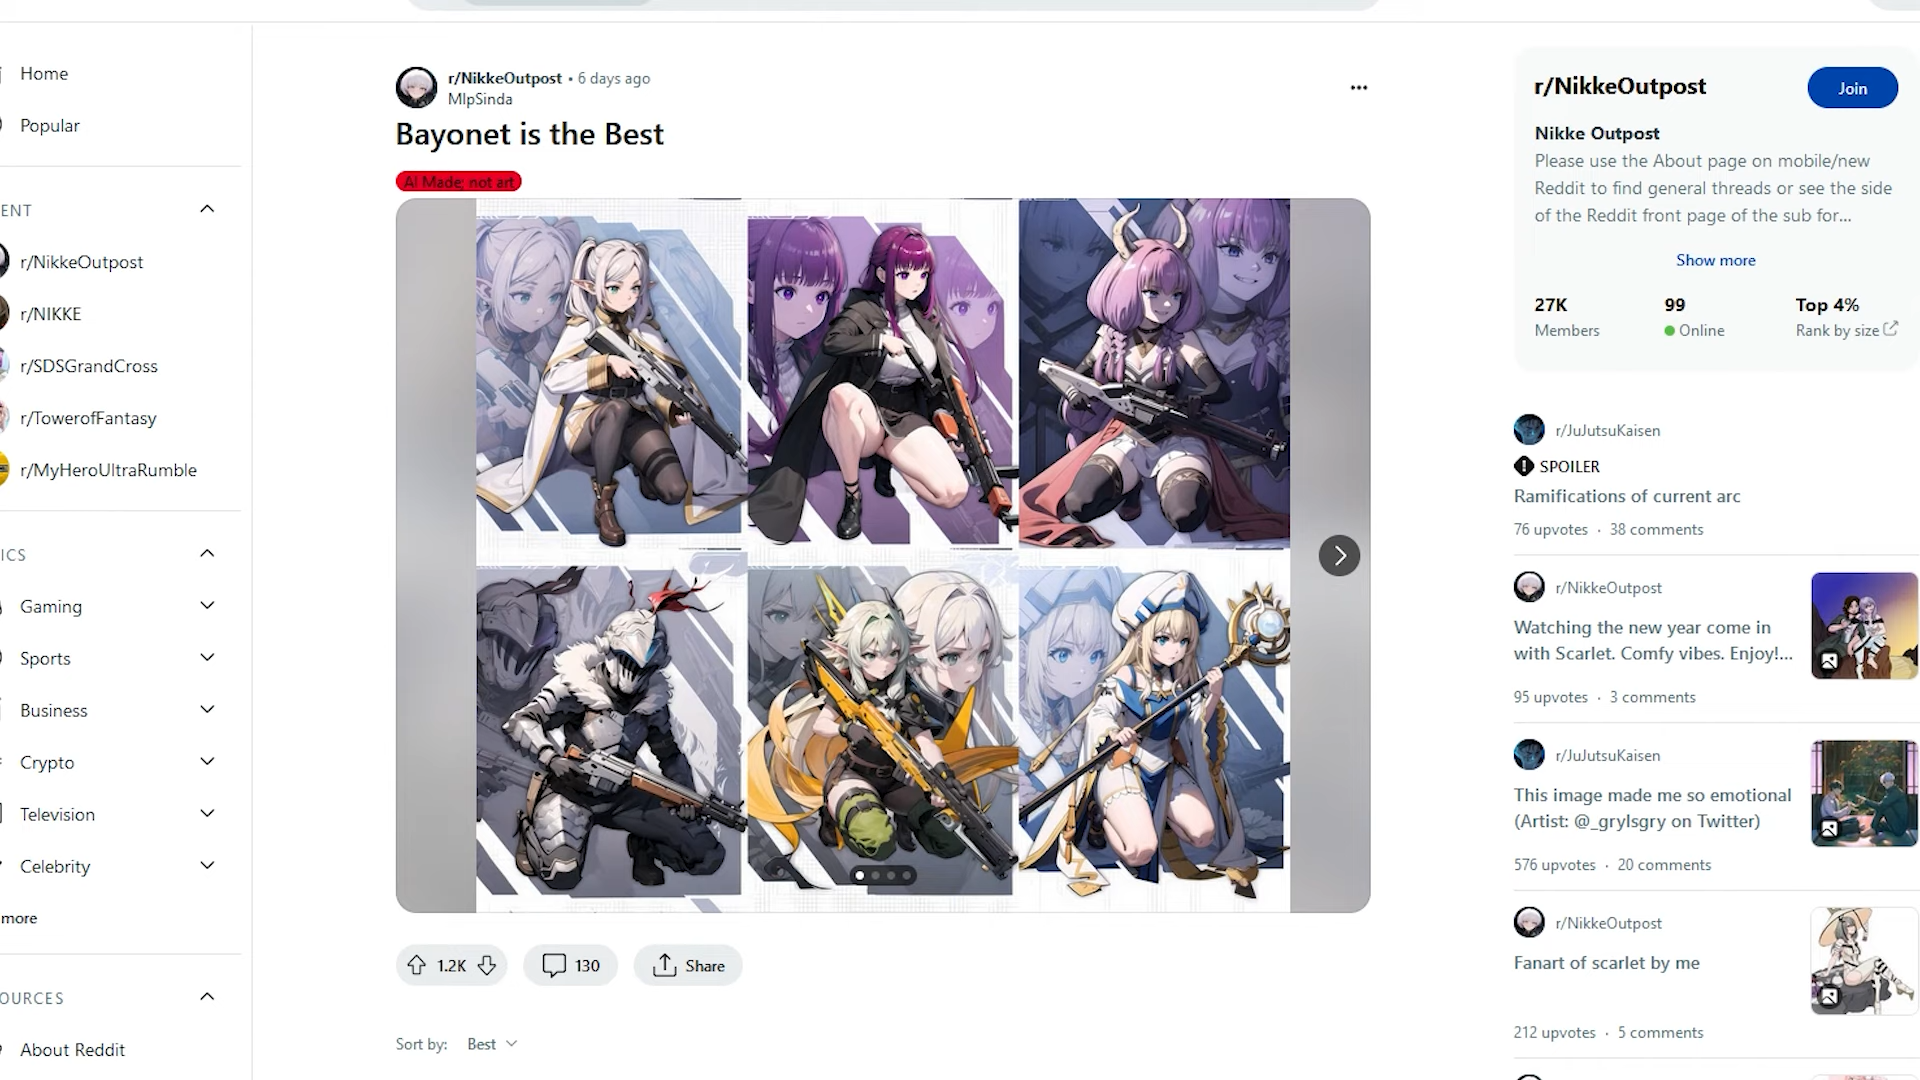 Home
Popular
ENT
r/NikkeOutpost
r/NIKKE
r/SDSGrandCross
r/TowerofFantasy
r/MyHeroUltraRumble
ICS
Gaming
Sports
Business
Crypto
Television
Celebrity
more
OURCES
About Reddit
r/NikkeOutpost • 6 days ago
MlpSinda
Bayonet is the Best
AI Made; not art
1.2K
130
Share
Sort by: Best
r/NikkeOutpost
Join
Nikke Outpost
Please use the About page on mobile/new
Reddit to find general threads or see the side
of the Reddit front page of the sub for...
Show more
27K 99 Top 4%
Members Online Rank by size
r/JuJutsuKaisen
SPOILER
Ramifications of current arc
76 upvotes · 38 comments
r/NikkeOutpost
Watching the new year come in
with Scarlet. Comfy vibes. Enjoy!...
95 upvotes · 3 comments
r/JuJutsuKaisen
This image made me so emotional
(Artist: @_grylsgry on Twitter)
576 upvotes · 20 comments
r/NikkeOutpost
Fanart of scarlet by me
212 upvotes · 5 comments